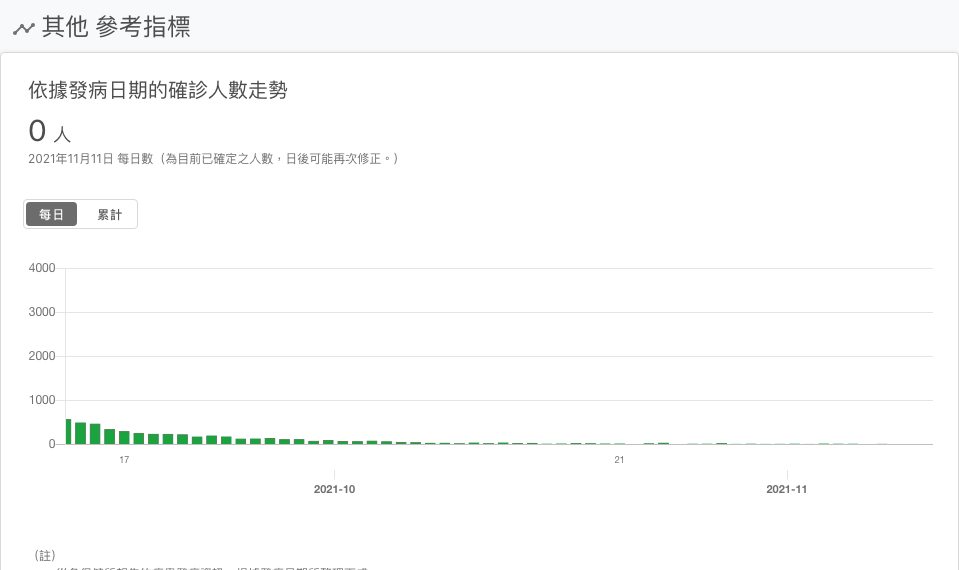 其他 參考指標
依據發病日期的確診人數走勢
0 人
2021年11月11日 每日數（為目前已確定之人數，日後可能再次修正。）
每日 累計
4000
3000
2000
1000
0
17 21
2021-10 2021-11
（註）